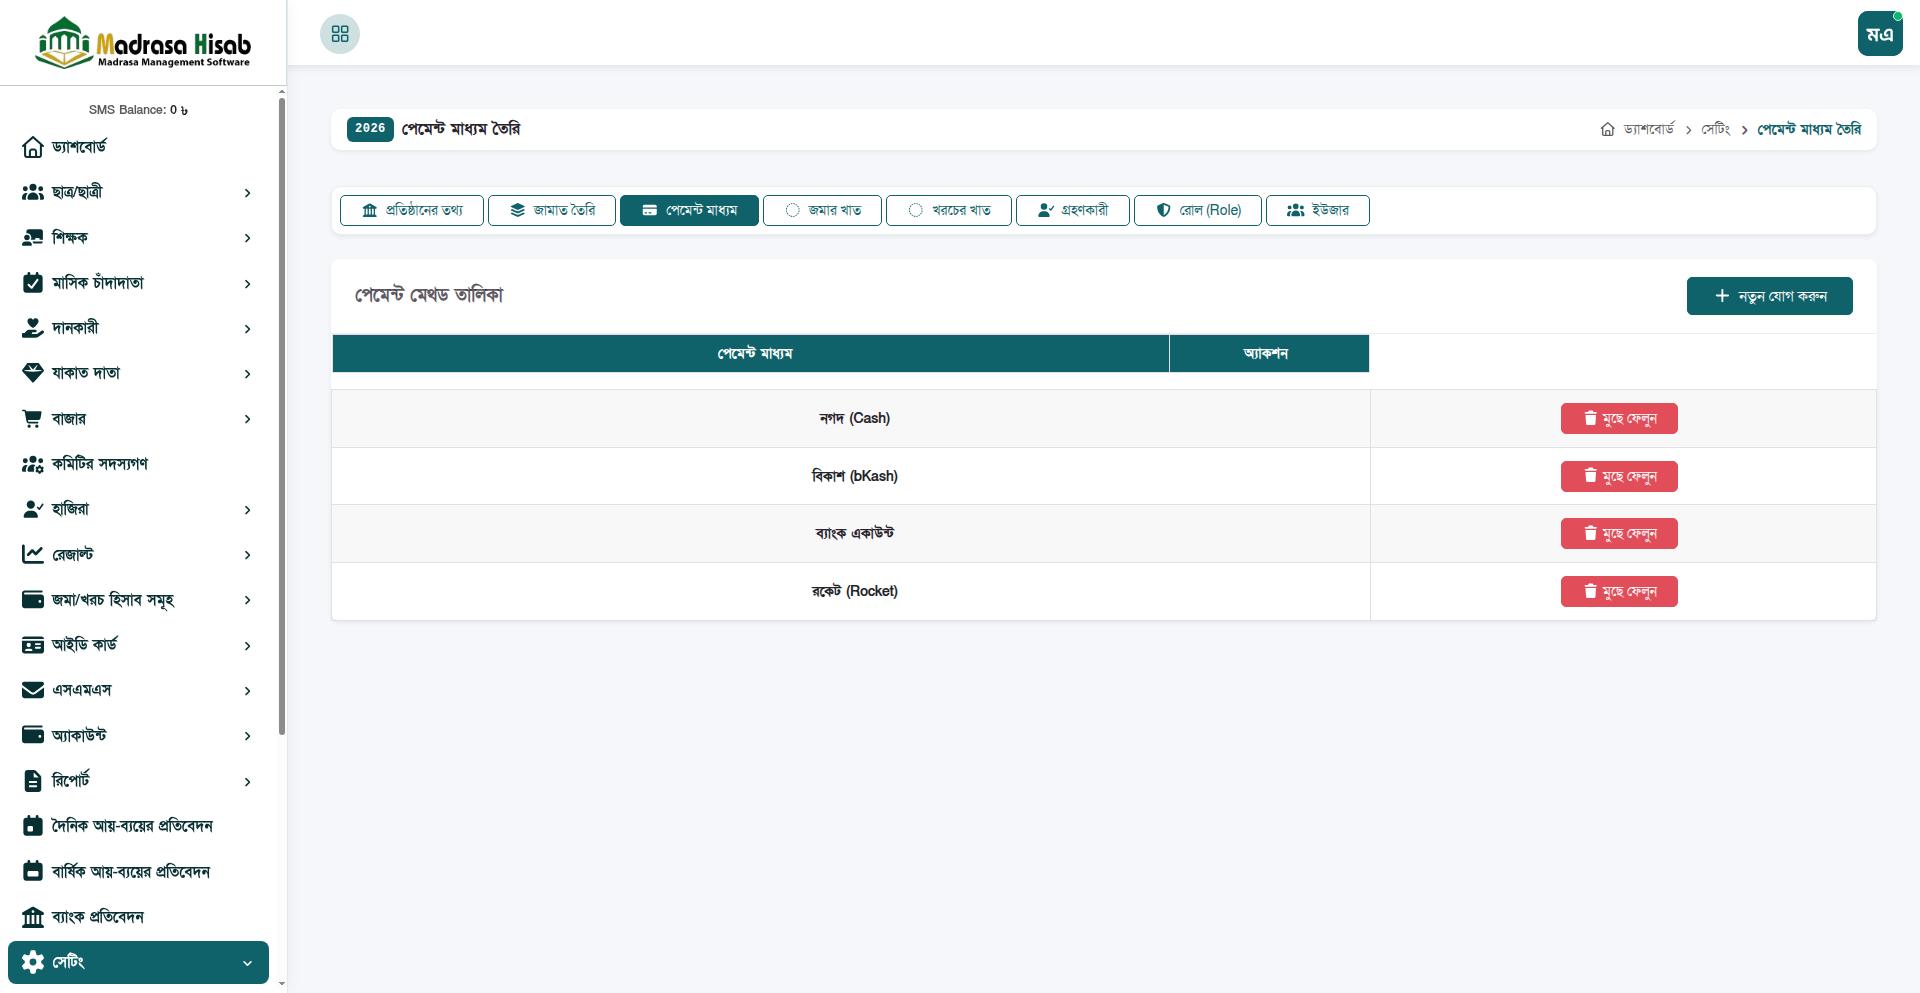 Madrasa Hisab
Madrasa Management Software
SMS Balance: 0 ৳
ড্যাশবোর্ড
ছাত্র/ছাত্রী
শিক্ষক
মাসিক চাঁদাদাতা
দানকারী
যাকাত দাতা
বাজার
কমিটির সদস্যগণ
হাজিরা
রেজাল্ট
জমা/খরচ হিসাব সমূহ
আইডি কার্ড
এসএমএস
অ্যাকাউন্ট
রিপোর্ট
দৈনিক আয়-ব্যয়ের প্রতিবেদন
বার্ষিক আয়-ব্যয়ের প্রতিবেদন
ব্যাংক প্রতিবেদন
সেটিং
মএ
2026 পেমেন্ট মাধ্যম তৈরি
ড্যাশবোর্ড > সেটিং > পেমেন্ট মাধ্যম তৈরি
প্রতিষ্ঠানের তথ্য জামাত তৈরি পেমেন্ট মাধ্যম জমার খাত খরচের খাত গ্রহণকারী রোল (Role) ইউজার
পেমেন্ট মেথড তালিকা
+ নতুন যোগ করুন
পেমেন্ট মাধ্যম অ্যাকশন
নগদ (Cash) মুছে ফেলুন
বিকাশ (bKash) মুছে ফেলুন
ব্যাংক একাউন্ট মুছে ফেলুন
রকেট (Rocket) মুছে ফেলুন